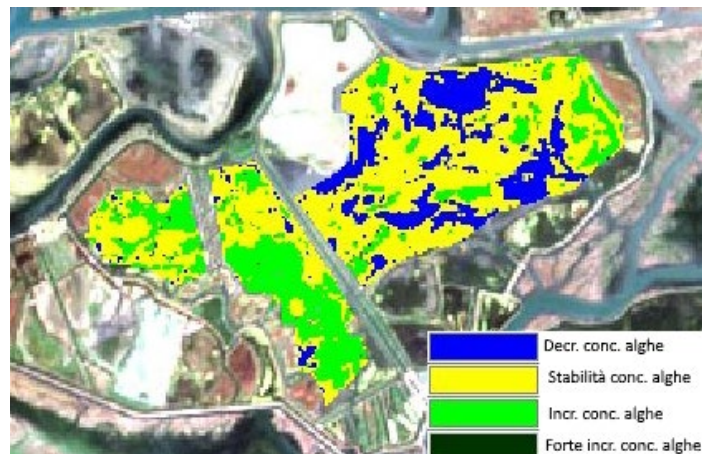 Decr. conc. alghe
Stabilità conc. alghe
Incr. conc. alghe
Forte incr. conc. alghe